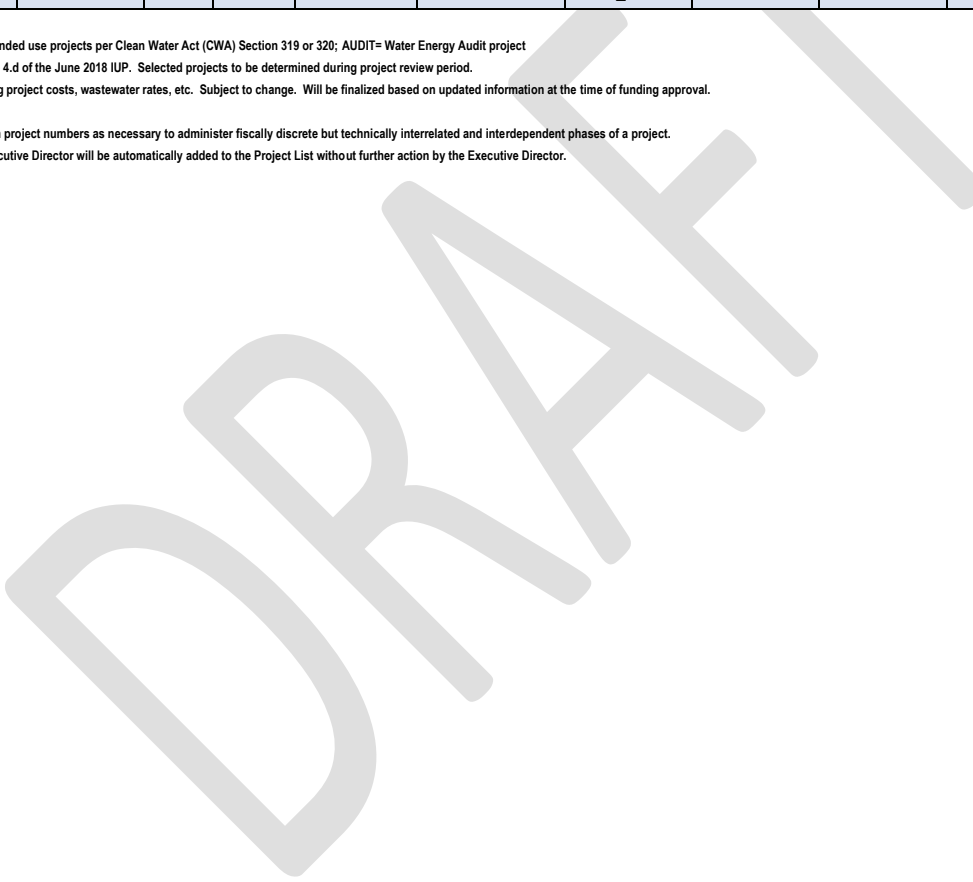 use projects per Clean Water Act (CWA) Section 319 or 320; AUDIT= Water Energy Audit project
4.d of the June 2018 IUP. Selected projects to be determined during project review period.
project costs, wastewater rates, etc. Subject to change. Will be finalized based on updated information at the time of funding approval.
project numbers as necessary to administer fiscally discrete but technically interrelated and interdependent phases of a project.
Director will be automatically added to the Project List without further action by the Executive Director.
DRAFT